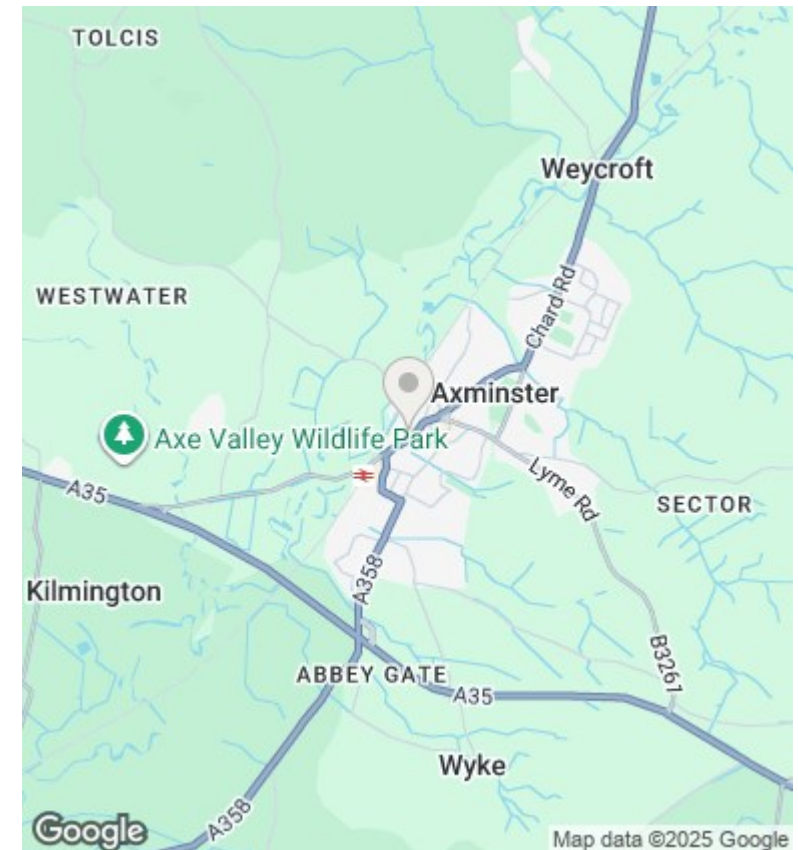 TOLCIS
Weycroft
WESTWATER
Chard Rd
Axminster
Axe Valley Wildlife Park
Lyme Rd
A35
SECTOR
A358
Kilmington
B3261
ABBEY GATE
A35
Wyke
A358
Google
Map data ©2025 Google